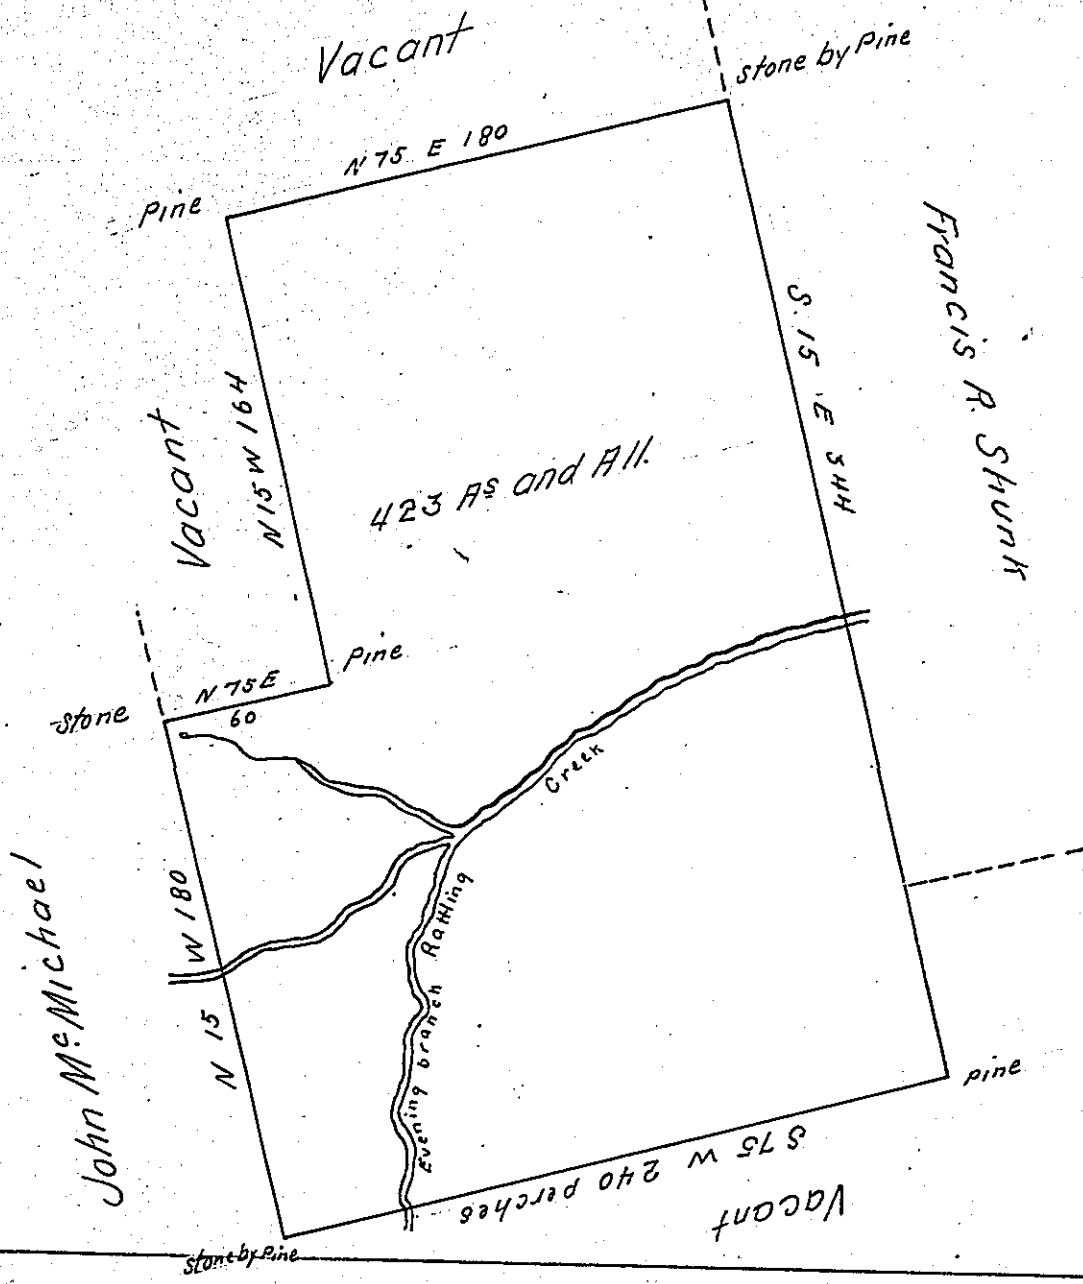 Vacant
stone by Pine
N 75 E 180
Pine
Francis R. Shunk
S. 15 E 344
Vacant
N 15 W 164
423 As and All.
Pine
N 75 E
60
stone
Creek
John McMichael
N 15 W 180
Evening branch Rattling
pine
S 75 W 240 perches
Vacant
stone by Pine